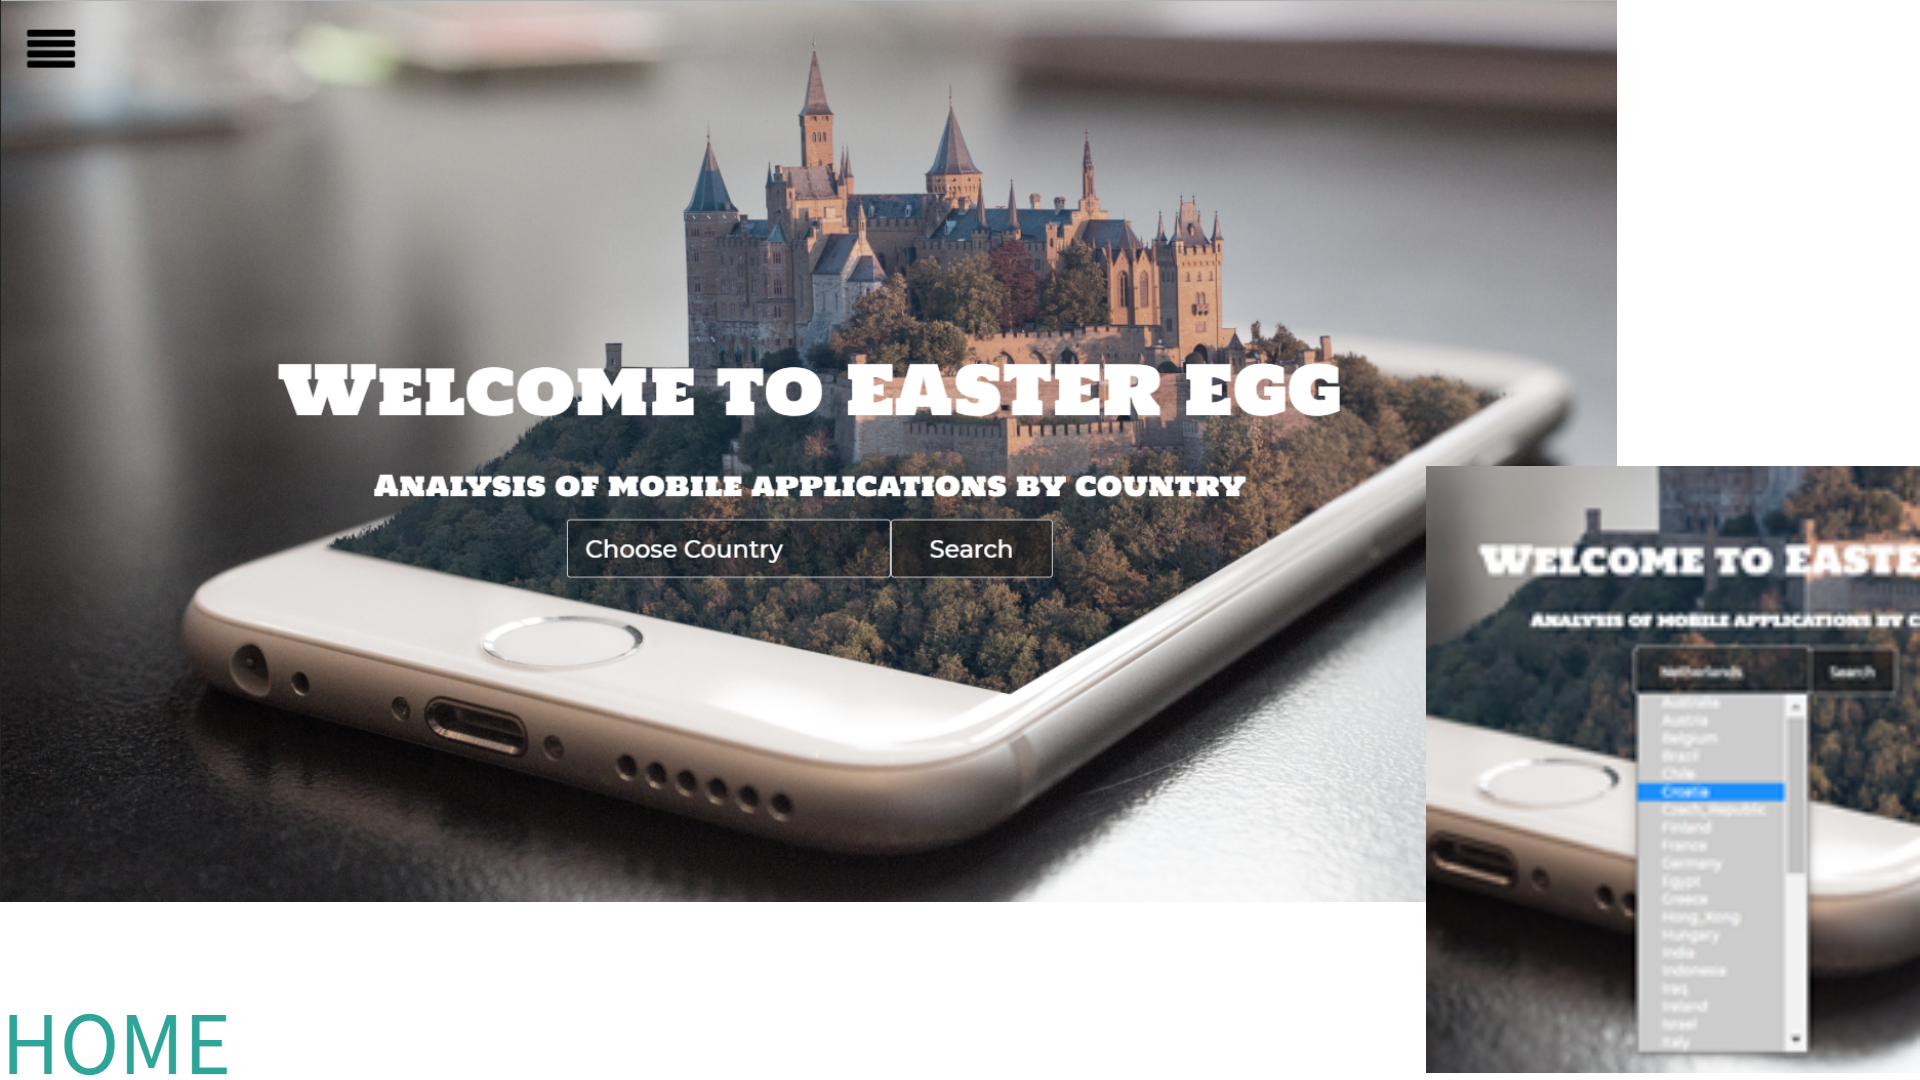 WELCOME TO EASTER EGG
ANALYSIS OF MOBILE APPLICATIONS BY COUNTRY
Choose Country
Search
WELCOME TO EASTE
ANALYSIS OF MOBILE APPLICATIONS BY C
Netherlands
Search
Australia
Austria
Belgium
Brazil
Chile
Croatia
Czech_Republic
Finland
France
Germany
Egypt
Greece
Hong_Kong
Hungary
India
Indonesia
Iraq
Ireland
Israel
Italy
HOME